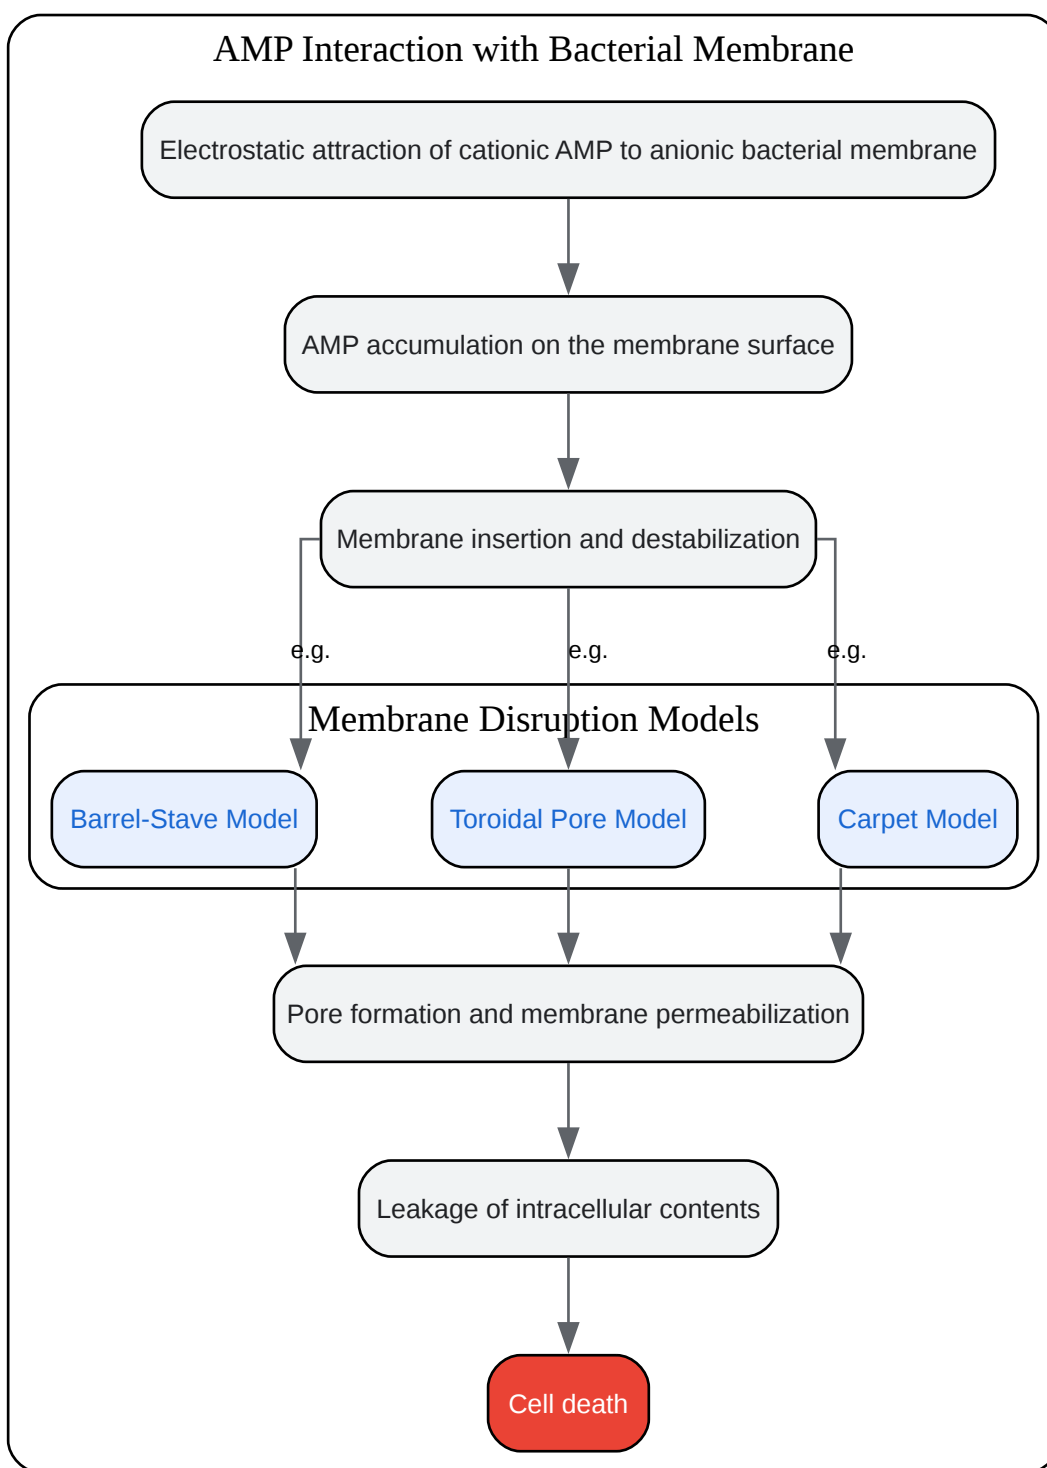 AMP Interaction with Bacterial Membrane
Electrostatic attraction of cationic AMP to anionic bacterial membrane
AMP accumulation on the membrane surface
Membrane insertion and destabilization
e.g.
e.g.
e.g.
Membrane Disruption Models
Barrel-Stave Model
Toroidal Pore Model
Carpet Model
Pore formation and membrane permeabilization
Leakage of intracellular contents
Cell death